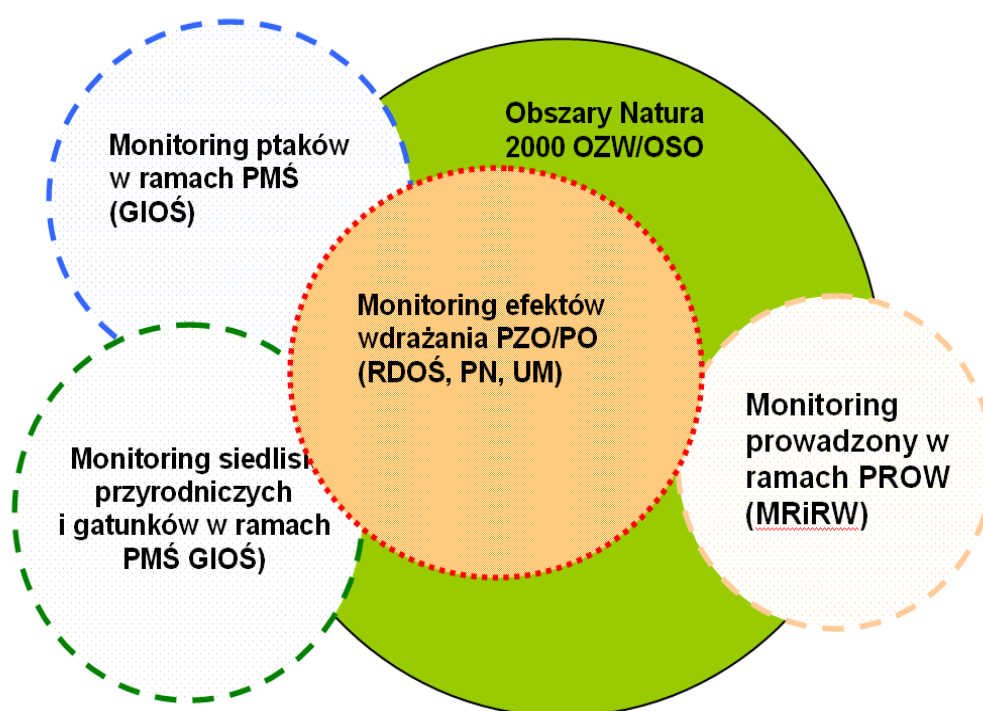 Monitoring ptaków
w ramach PMŚ
(GIOŚ)
Obszary Natura
2000 OZW/OSO
Monitoring efektów
wdrażania PZO/PO
(RDOŚ, PN, UM)
Monitoring siedlisk
przyrodniczych
i gatunków w ramach
PMŚ GIOŚ)
Monitoring
prowadzony w
ramach PROW
(MRiRW)